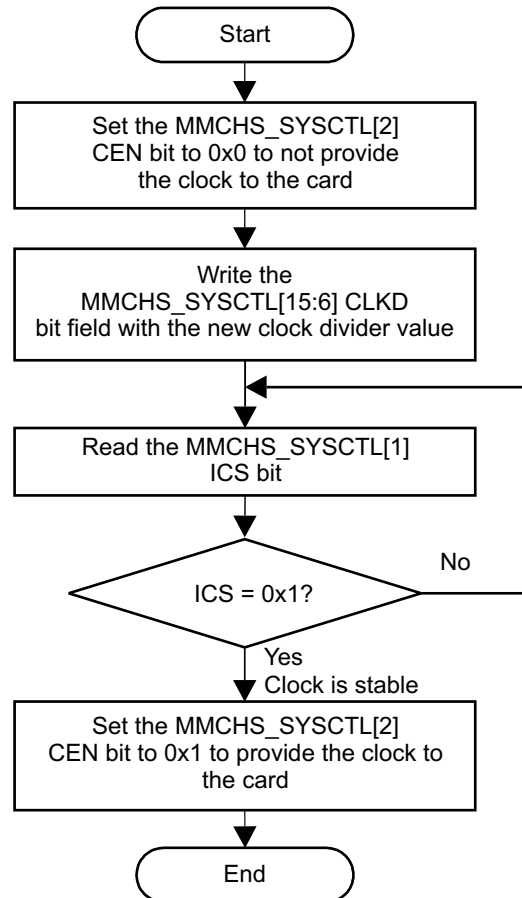 Start
Set the MMCHS_SYSCTL[2]
CEN bit to 0x0 to not provide
the clock to the card
Write the
MMCHS_SYSCTL[15:6] CLKD
bit field with the new clock divider value
Read the MMCHS_SYSCTL[1]
ICS bit
ICS = 0x1?
No
Yes
Clock is stable
Set the MMCHS_SYSCTL[2]
CEN bit to 0x1 to provide the clock to
the card
End